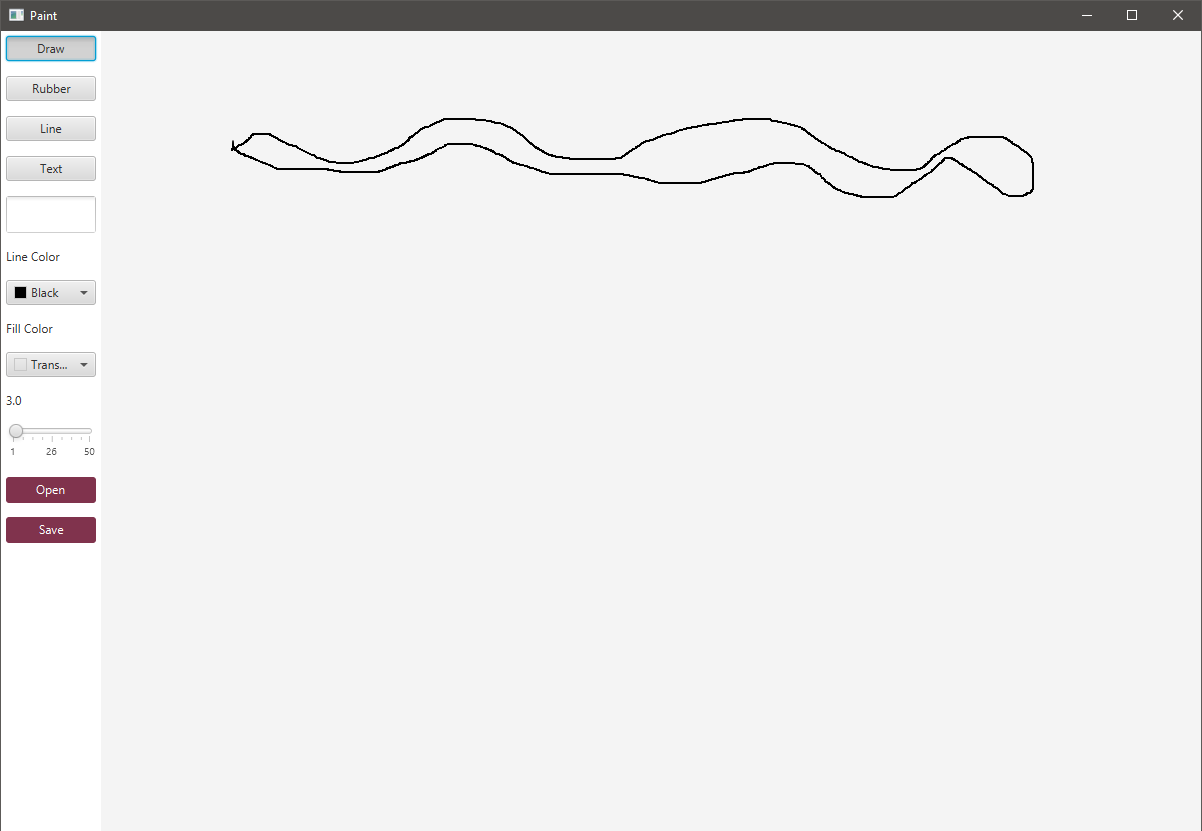 Paint
Draw
Rubber
Line
Text
Line Color
Black
Fill Color
Trans...
3.0
1 26 50
Open
Save